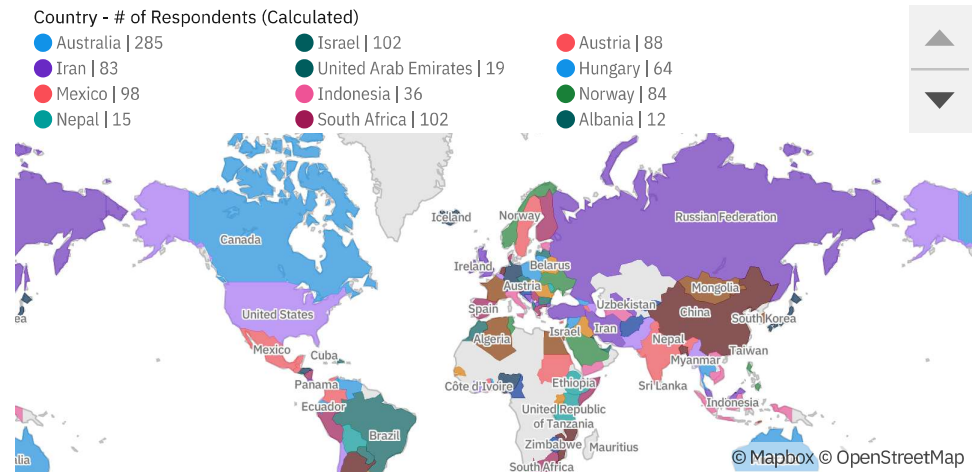 Country - # of Respondents (Calculated)
Australia | 285
Israel | 102
Austria | 88
Iran | 83
United Arab Emirates | 19
Hungary | 64
Mexico | 98
Indonesia | 36
Norway | 84
Nepal | 15
South Africa | 102
Albania | 12
Iceland
Norway
Russian Federation
Canada
Ireland
Belarus
Austria
Mongolia
Uzbekistan
Spain
China
United States
ea
South Korea
Israel
Iran
Algeria
Nepal
Mexico
Taiwan
Cuba
Myanmar
Panama
Côte d'Ivoire
Ethiopia
Sri Lanka
Ecuador
Indonesia
United Republic
of Tanzania
Brazil
Zimbabwe
Mauritius
alia
South Africa
© Mapbox © OpenStreetMap